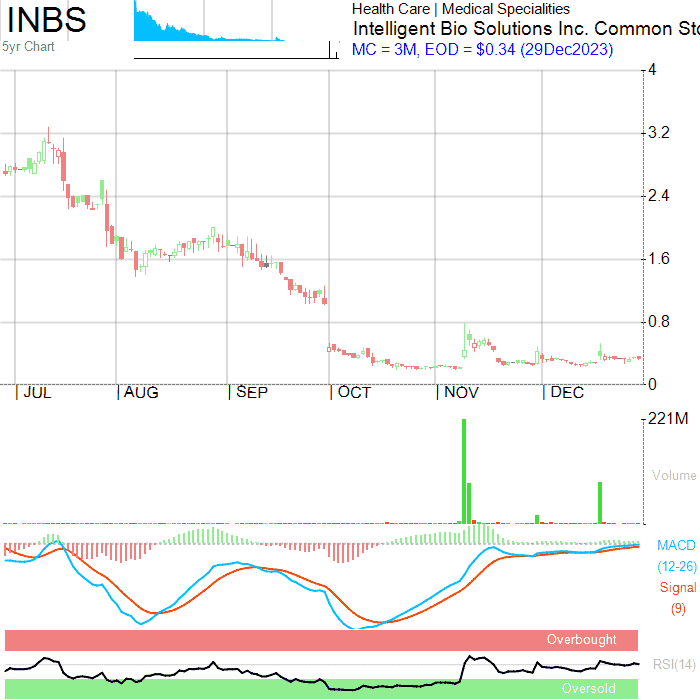 INBS
5yr Chart
Health Care | Medical Specialities
Intelligent Bio Solutions Inc. Common Sto
MC = 3M, EOD = $0.34 (29Dec2023)
4
3.2
2.4
1.6
0.8
0
JUL AUG SEP OCT NOV DEC
221M
Volume
MACD
(12-26)
Signal
(9)
Overbought
RSI(14)
Oversold